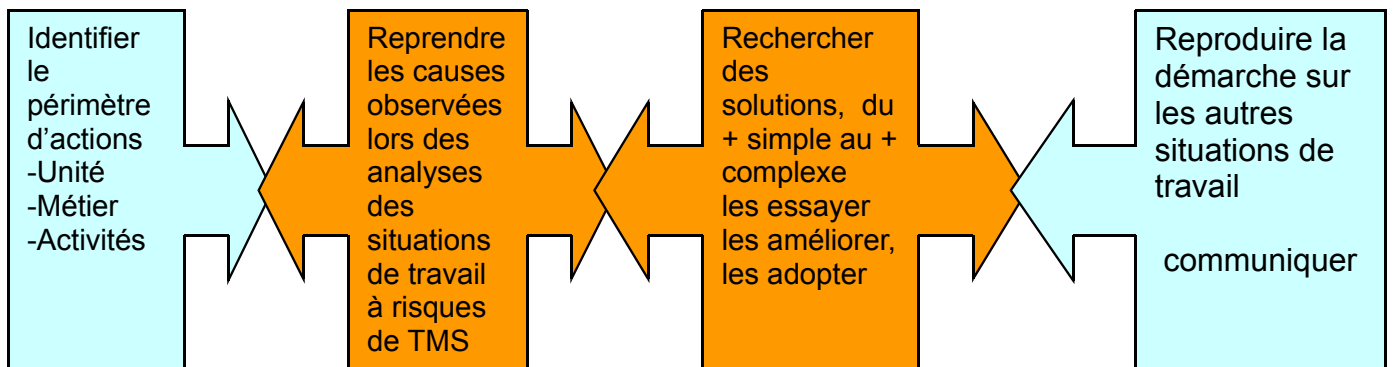 Identifier
le
périmètre
d’actions
-Unité
-Métier
-Activités
Reprendre
les causes
observées
lors des
analyses
des
situations
de travail
à risques
de TMS
Rechercher
des
solutions, du
+ simple au +
complexe
les essayer
les améliorer,
les adopter
Reproduire la
démarche sur
les autres
situations de
travail
communiquer